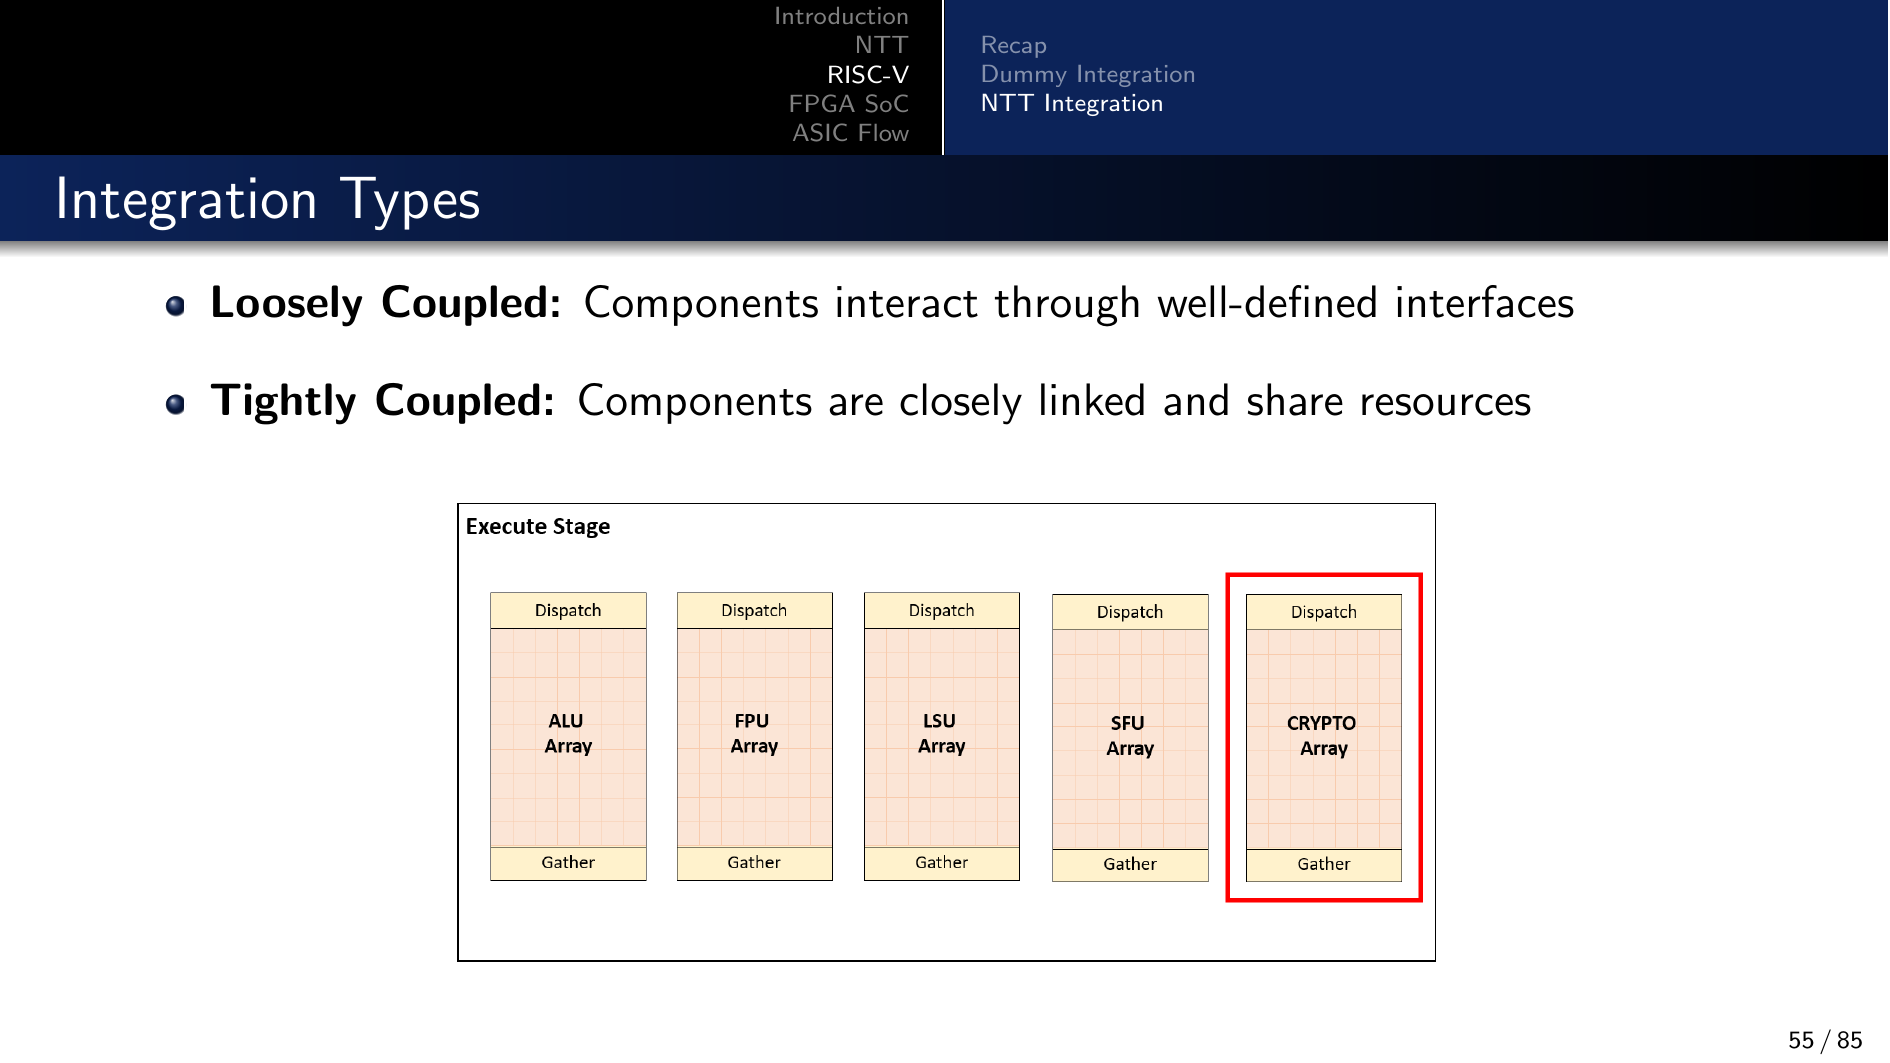 Introduction
NTT
RISC-V
FPGA SoC
ASIC Flow
Recap
Dummy Integration
NTT Integration
Integration Types
Loosely Coupled: Components interact through well-defined interfaces
Tightly Coupled: Components are closely linked and share resources
Execute Stage
Dispatch
ALU
Array
Gather
Dispatch
FPU
Array
Gather
Dispatch
LSU
Array
Gather
Dispatch
SFU
Array
Gather
Dispatch
CRYPTO
Array
Gather
55 / 85